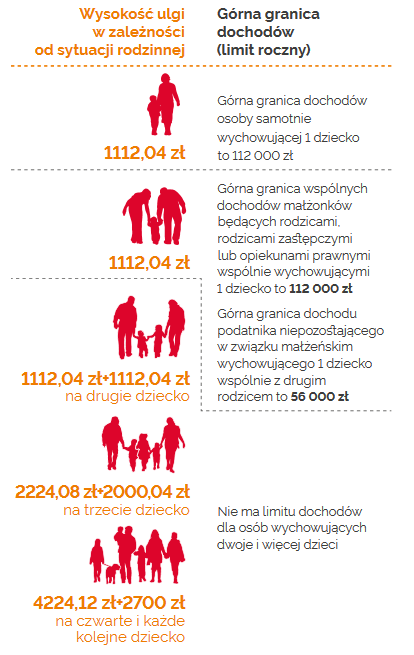 Wysokość ulgi
w zależności
od sytuacji rodzinnej
Górna granica
dochodów
(limit roczny)
1112,04 zł
Górna granica dochodów
osoby samotnie
wychowującej 1 dziecko
to 112 000 zł
1112,04 zł
Górna granica wspólnych
dochodów małżonków
będących rodzicami,
rodzicami zastępczymi
lub opiekunami prawnymi
wspólnie wychowującymi
1 dziecko to 112 000 zł
1112,04 zł+1112,04 zł
na drugie dziecko
Górna granica dochodu
podatnika niepozostającego
w związku małżeńskim
wychowującego 1 dziecko
wspólnie z drugim
rodzicem to 56 000 zł
2224,08 zł+2000,04 zł
na trzecie dziecko
4224,12 zł+2700 zł
na czwarte i każde
kolejne dziecko
Nie ma limitu dochodów
dla osób wychowujących
dwoje i więcej dzieci